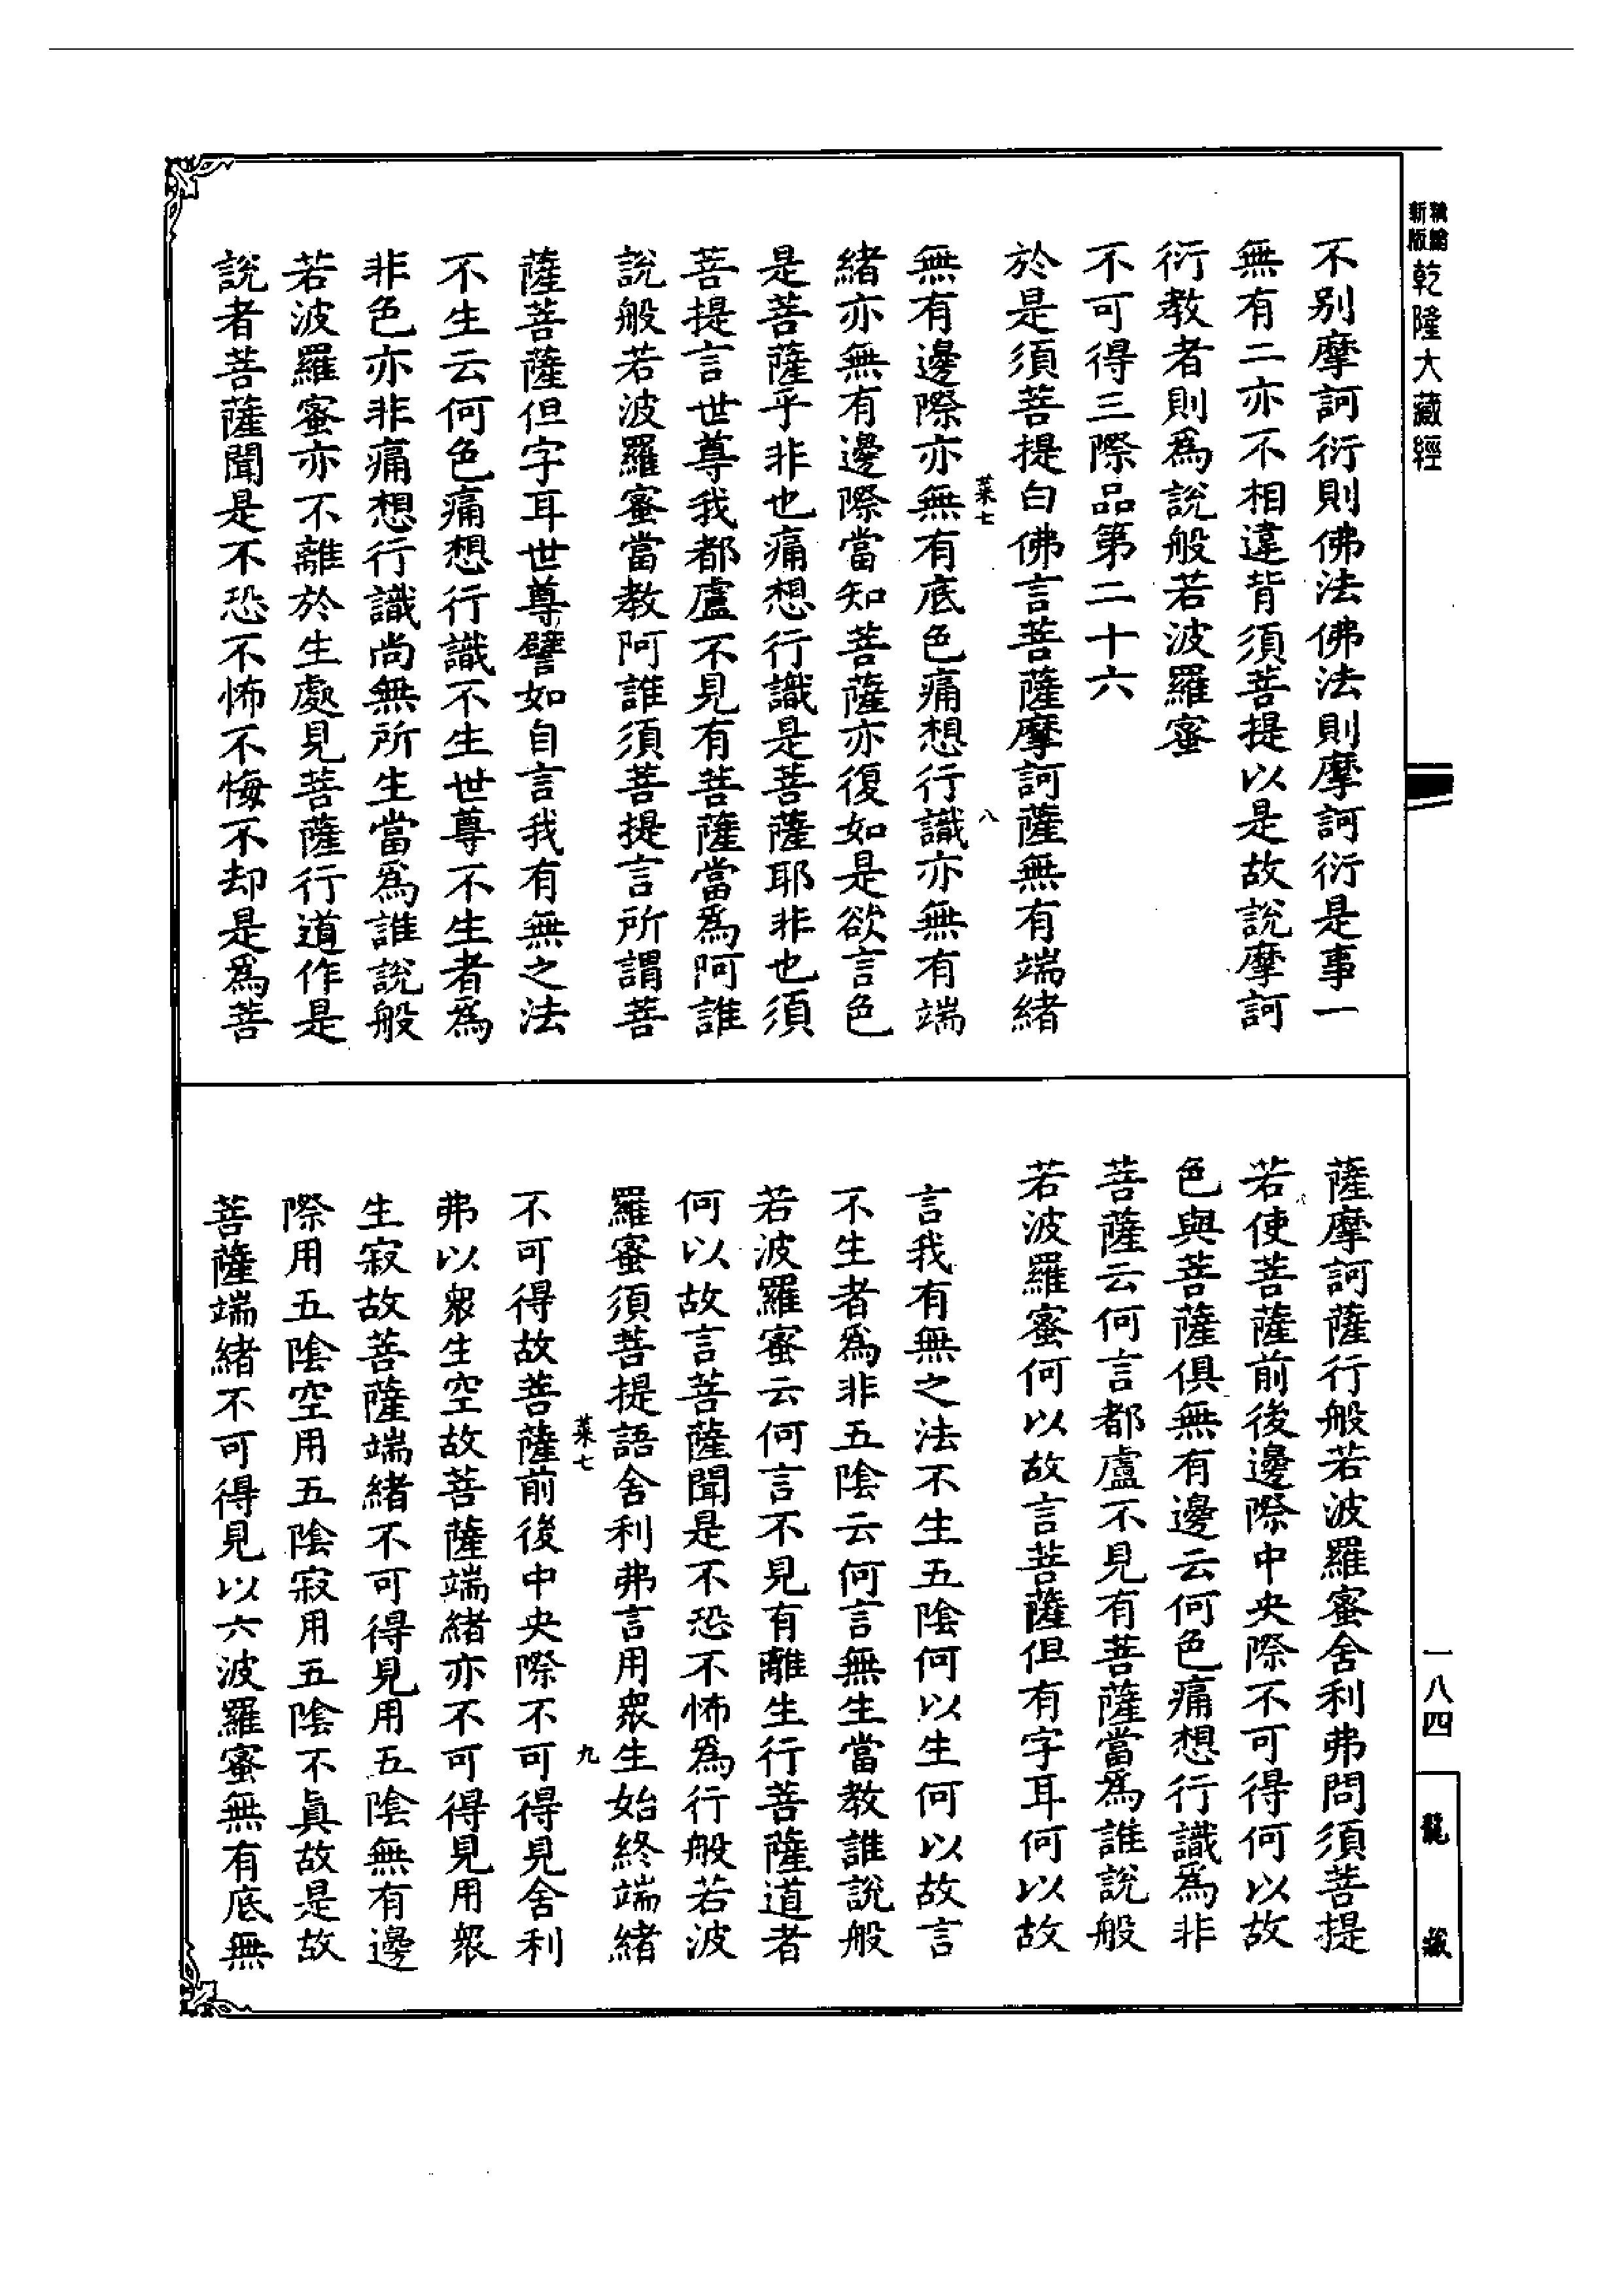 精繪
新版
乾隆大藏經
不別摩訶衍則佛法佛法則摩訶衍是事一
無有二亦不相違背須菩提以是故說摩訶
衍教者則爲說般若波羅蜜
不可得三際品第二十六
於是須菩提白佛言菩薩摩訶薩無有端緒
菜七
八
無有邊際亦無有底色痛想行識亦無有端
緒亦無有邊際當知菩薩亦復如是欲言色
是菩薩乎非也痛想行識是菩薩耶非也須
菩提言世尊我都盧不見有菩薩當爲阿誰
說般若波羅蜜當教阿誰須菩提言所謂菩
薩菩薩但字耳世尊譬如自言我有無之法
不生云何色痛想行識不生世尊不生者爲
非色亦非痛想行識尚無所生當爲誰說般
若波羅蜜亦不離於生處見菩薩行道作是
說者菩薩聞是不恐不怖不悔不却是爲菩
薩摩訶薩行般若波羅蜜舍利弗問須菩提
若使菩薩前後邊際中央際不可得何以故
色與菩薩俱無有邊云何色痛想行識爲非
菩薩云何言都盧不見有菩薩當爲誰說般
若波羅蜜何以故言菩薩但有字耳何以故
言我有無之法不生五陰何以生何以故言
不生者爲非五陰云何言無生當教誰說般
若波羅蜜云何言不見有離生行菩薩道者
何以故言菩薩聞是不恐不怖爲行般若波
羅蜜須菩提語舍利弗言用衆生始終端緒
菜七
九
不可得故菩薩前後中央際不可得見舍利
弗以衆生空故菩薩端緒亦不可得見用衆
生寂故菩薩端緒不可得見用五陰無有邊
際用五陰空用五陰寂用五陰不眞故是故
菩薩端緒不可得見以六波羅蜜無有底無
一八四
龍藏